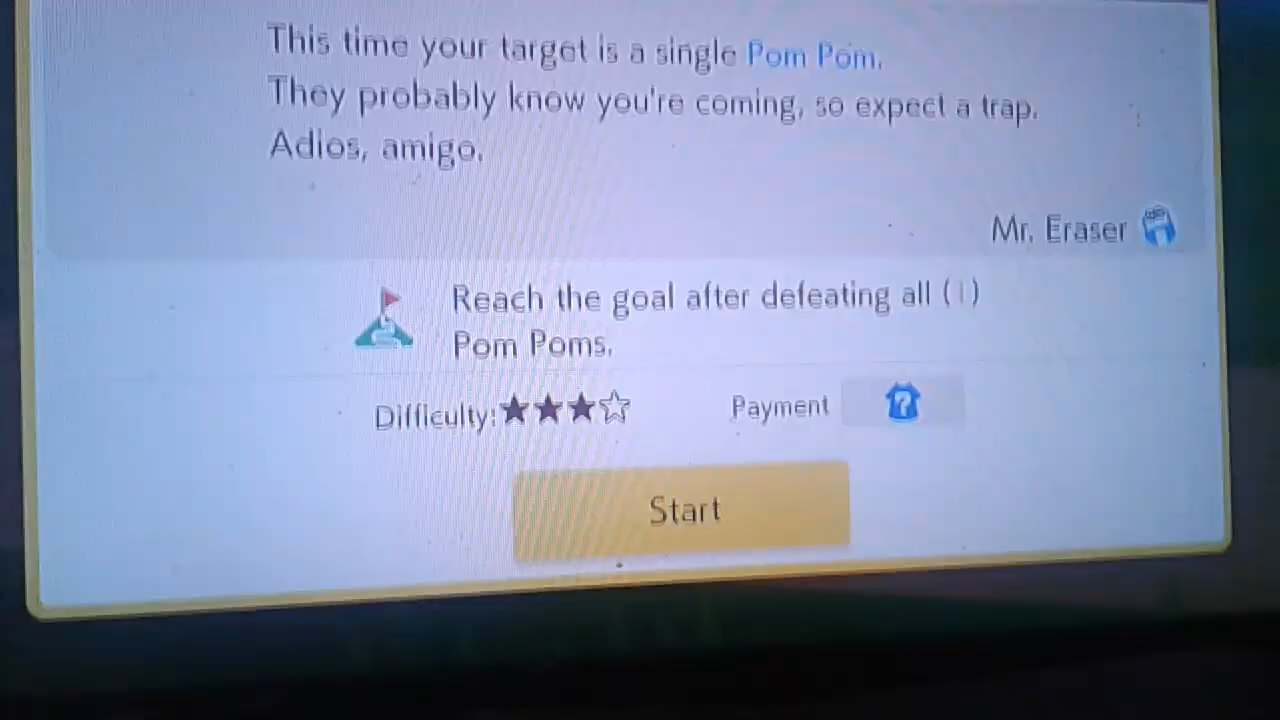 This time your target is a single Pom Pom.
They probably know you're coming, so expect a trap.
Adios, amigo.
Mr. Eraser
Reach the goal after defeating all (1)
Pom Poms.
Difficulty:★★★☆ Payment ?
Start